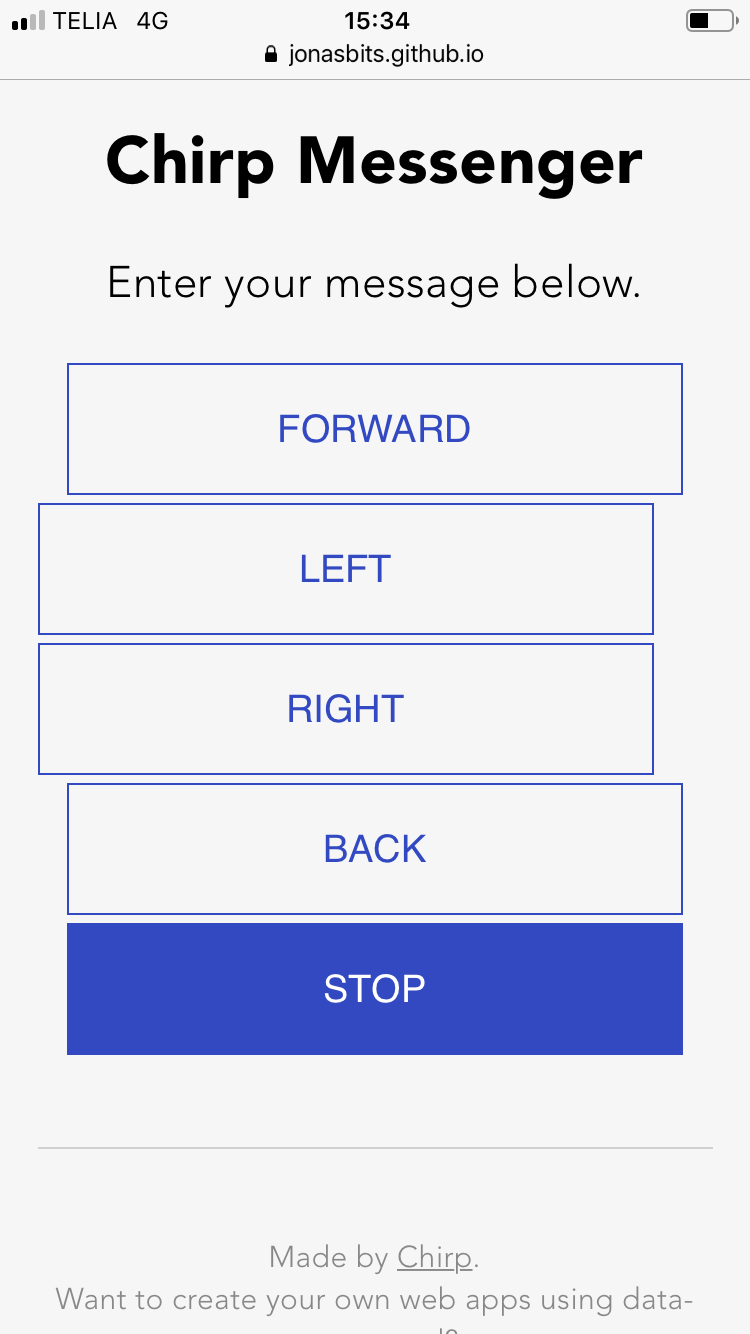 TELIA 4G 15:34
jonasbits.github.io
Chirp Messenger
Enter your message below.
FORWARD
LEFT
RIGHT
BACK
STOP
Made by Chirp.
Want to create your own web apps using data-